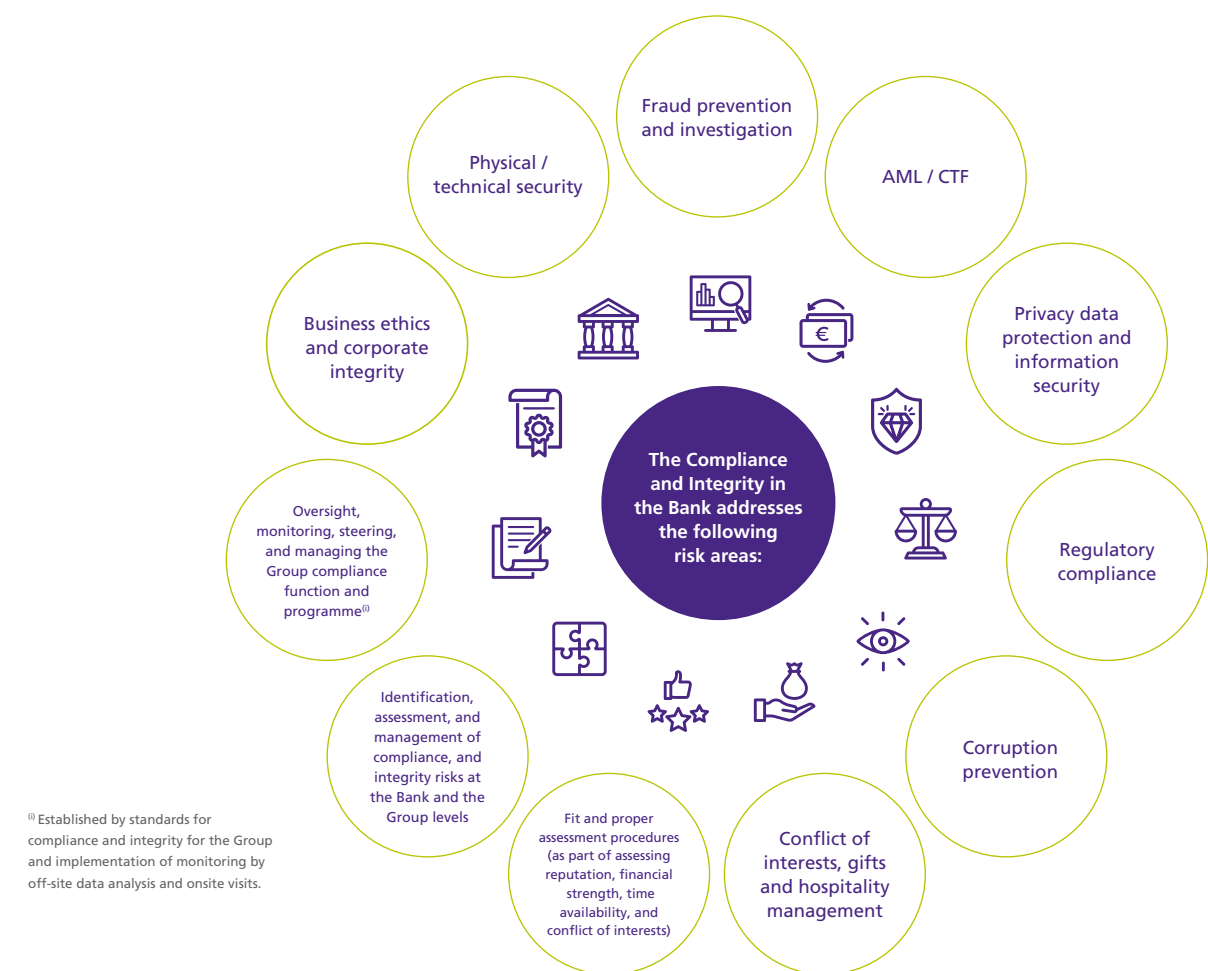 Fraud prevention
and investigation
AML / CTF
Privacy data
protection and
information
security
Regulatory
compliance
Corruption
prevention
Conflict of
interests, gifts
and hospitality
management
Fit and proper
assessment procedures
(as part of assessing
reputation, financial
strength, time
availability, and
conflict of interests)
Identification,
assessment, and
management of
compliance, and
integrity risks at
the Bank and the
Group levels
Oversight,
monitoring, steering,
and managing the
Group compliance
function and
programme(i)
Business ethics
and corporate
integrity
Physical /
technical security
€
The Compliance
and Integrity in
the Bank addresses
the following
risk areas:
(i) Established by standards for
compliance and integrity for the Group
and implementation of monitoring by
off-site data analysis and onsite visits.